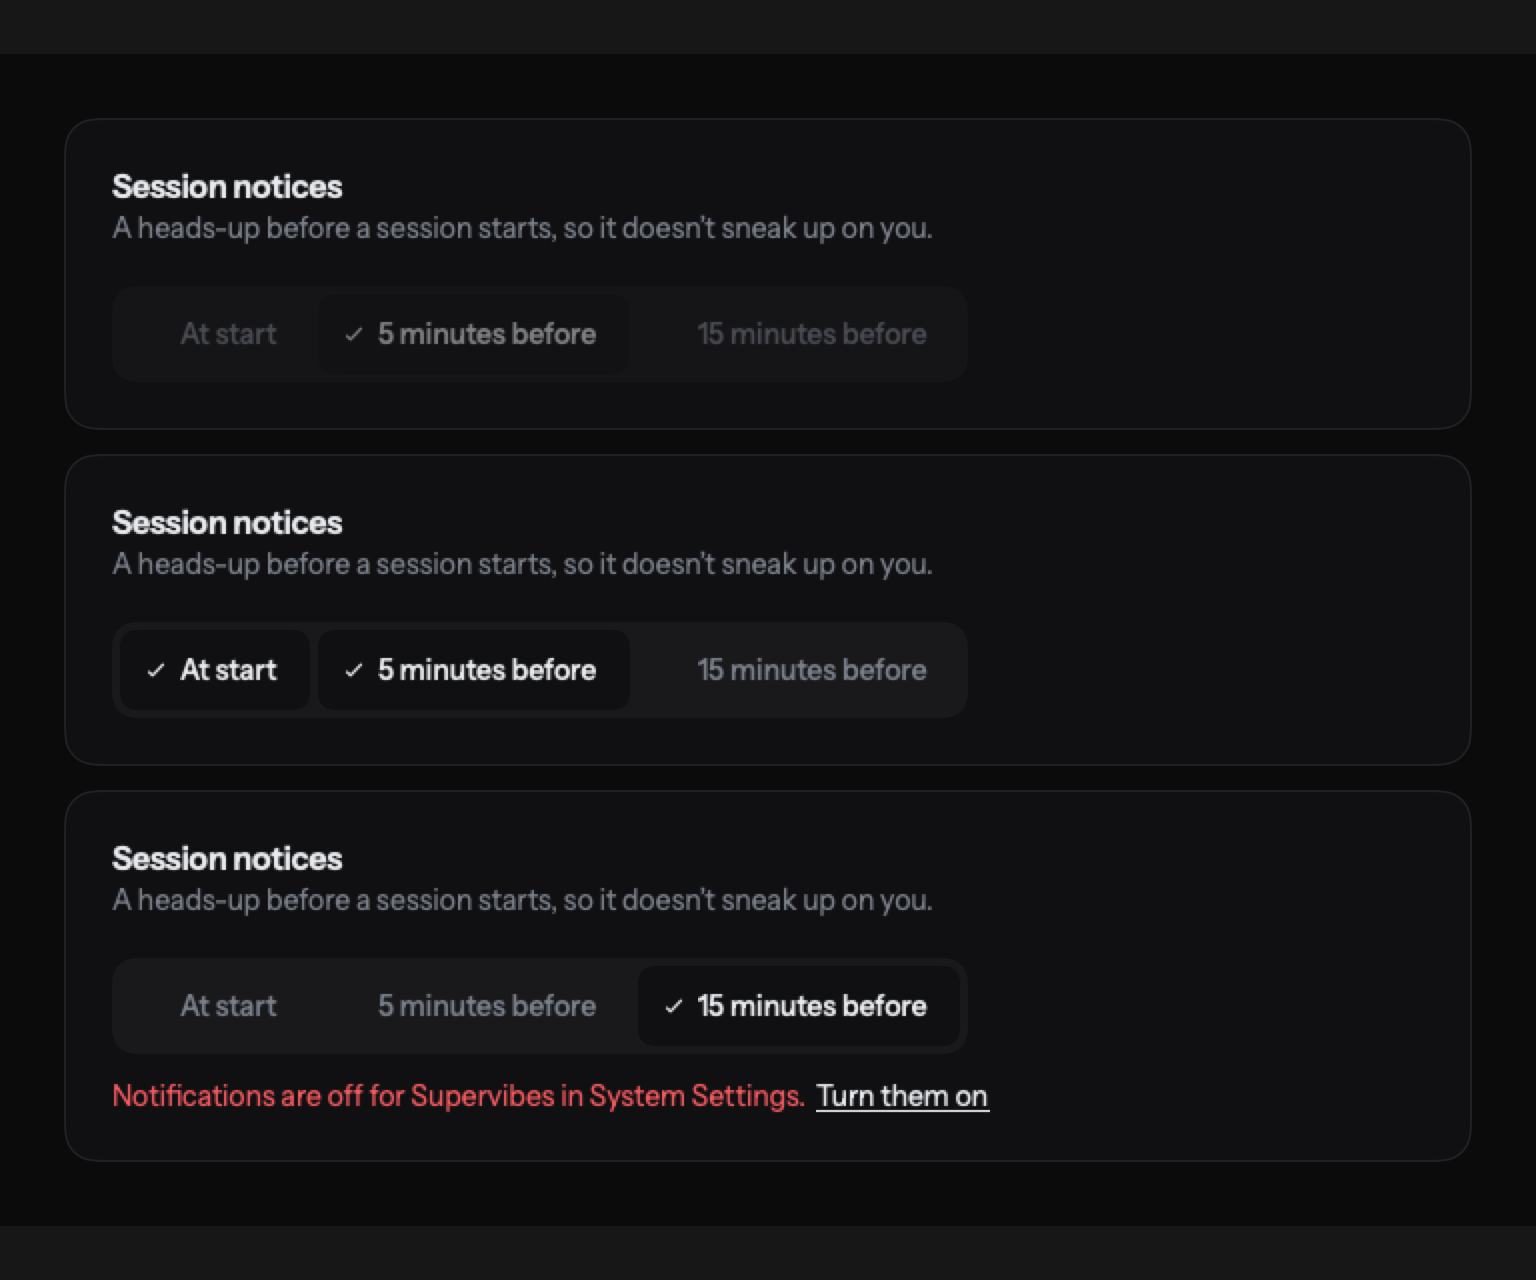 Session notices
A heads-up before a session starts, so it doesn't sneak up on you.
At start ✓ 5 minutes before 15 minutes before
Session notices
A heads-up before a session starts, so it doesn't sneak up on you.
✓ At start ✓ 5 minutes before 15 minutes before
Session notices
A heads-up before a session starts, so it doesn't sneak up on you.
At start 5 minutes before ✓ 15 minutes before
Notifications are off for Supervibes in System Settings. Turn them on